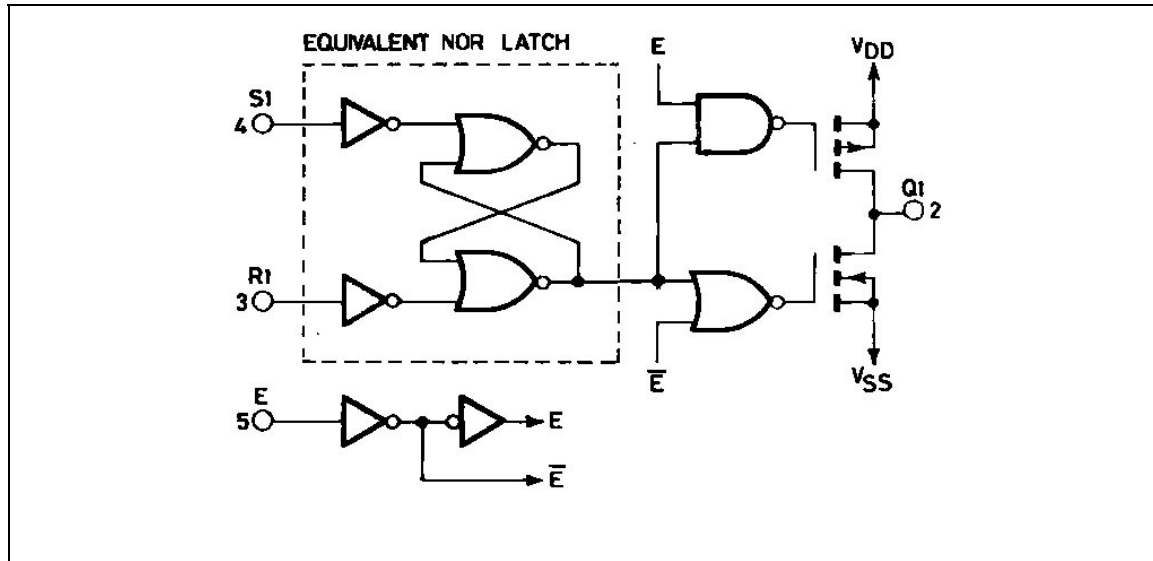 EQUIVALENT NOR LATCH
E
VDD
S1
4
Q1
2
R1
3
E̅
VSS
E
5
E
E̅